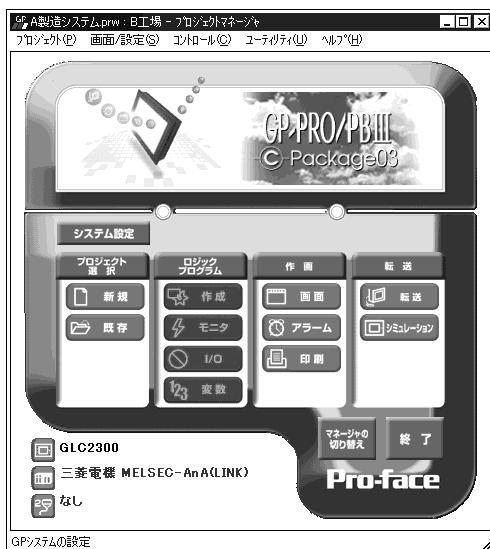 A製造システム.prw : B工場 - プロジェクトマネージャ
プロジェクト(P) 画面/設定(S) コントロール(C) ユーティリティ(U) ヘルプ(H)
GP-PRO/PBIII
C-Package03
システム設定
プロジェクト
選択
新規
既存
ロジック
プログラム
作成
モニタ
I/O
123 変数
作画
画面
アラーム
印刷
転送
転送
シミュレーション
マネージャの
切り替え
終了
Pro-face
GLC2300
三菱電機 MELSEC-AnA(LINK)
なし
GPシステムの設定